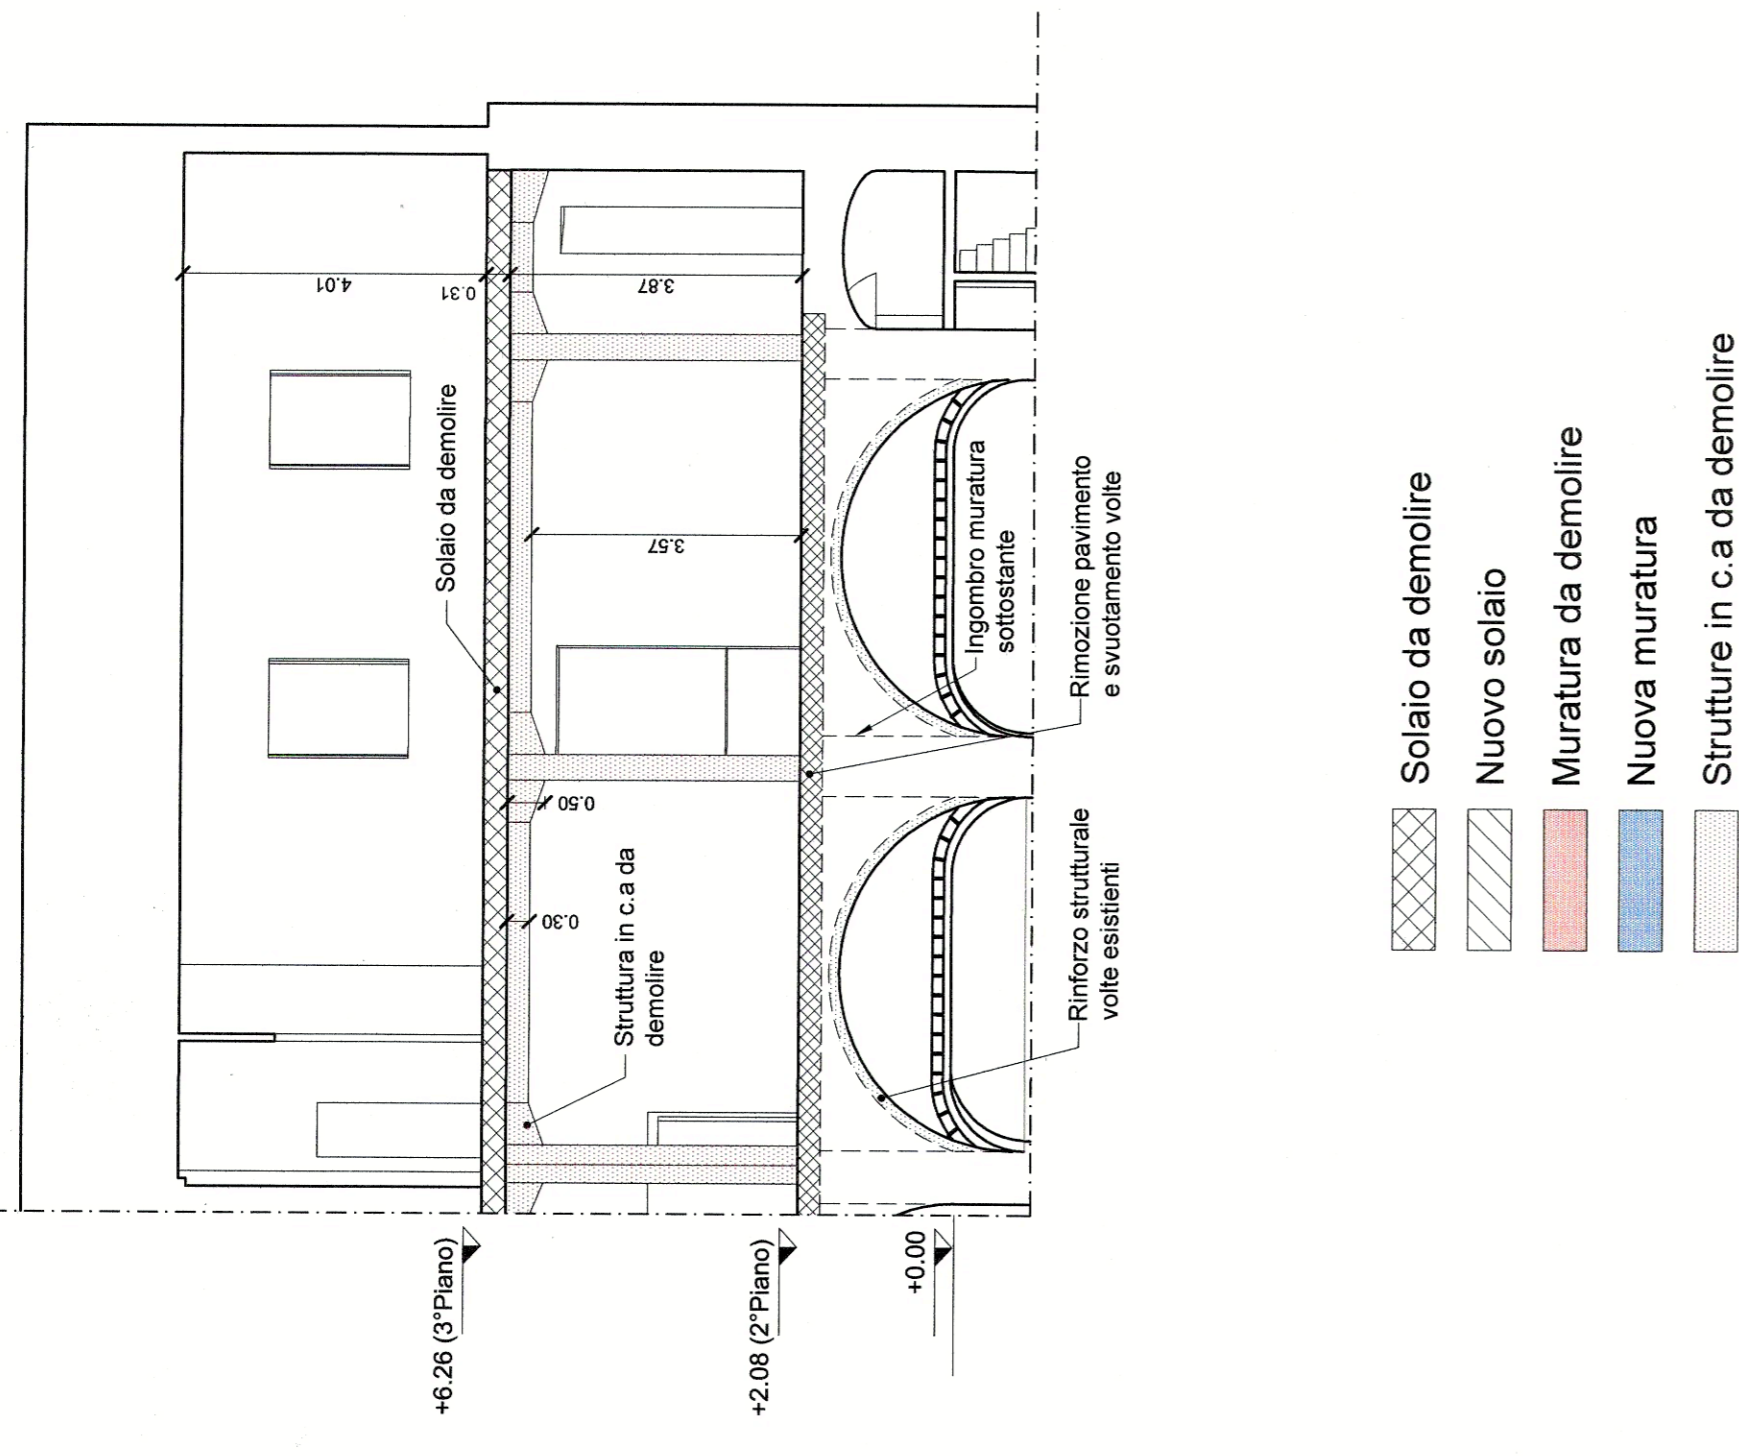 +6.26 (3°Piano)
+2.08 (2°Piano)
+0.00
4.01
0.31
3.87
3.57
0.50
0.30
Solaio da demolire
Struttura in c.a da
demolire
Ingombro muratura
sottostante
Rimozione pavimento
e svuotamento volte
Rinforzo strutturale
volte esistienti
Solaio da demolire
Nuovo solaio
Muratura da demolire
Nuova muratura
Strutture in c.a da demolire